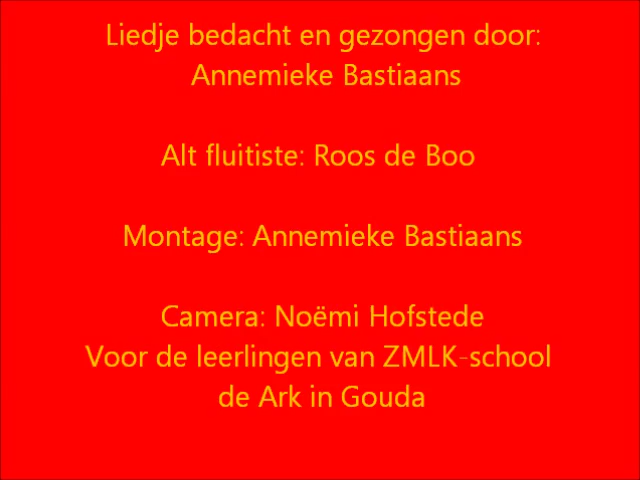 Liedje bedacht en gezongen door:
Annemieke Bastiaans
Alt fluitiste: Roos de Boo
Montage: Annemieke Bastiaans
Camera: Noëmi Hofstede
Voor de leerlingen van ZMLK-school
de Ark in Gouda